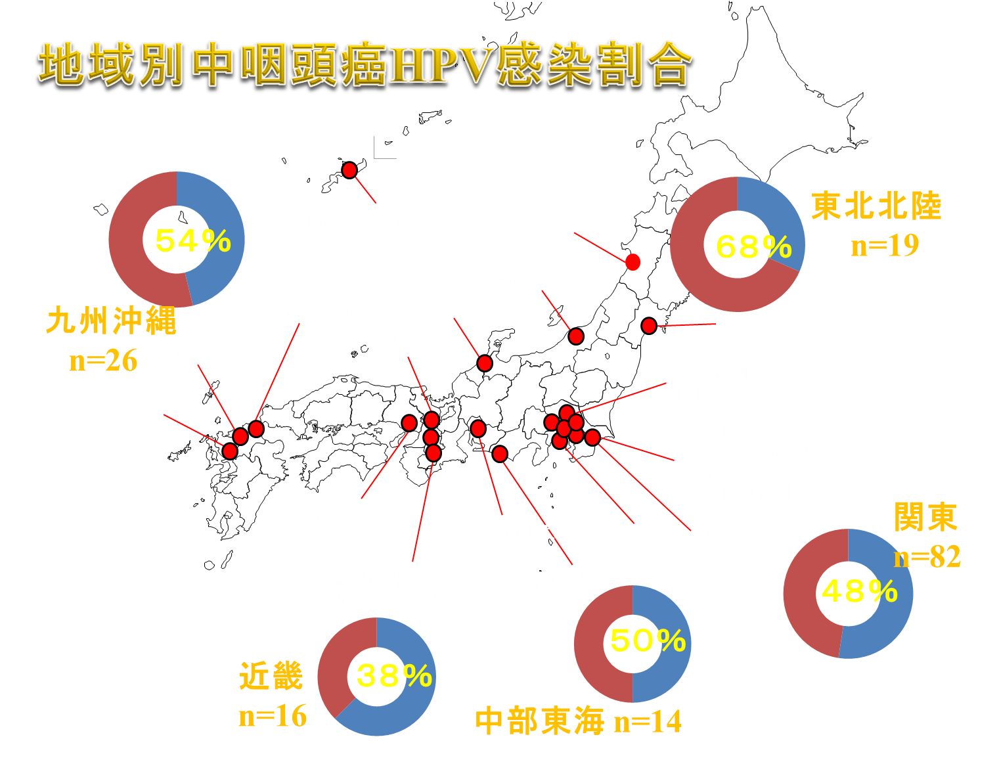 地域別中咽頭癌HPV感染割合
54%
九州沖縄
n=26
68%
東北北陸
n=19
関東
n=82
48%
50%
中部東海 n=14
38%
近畿
n=16